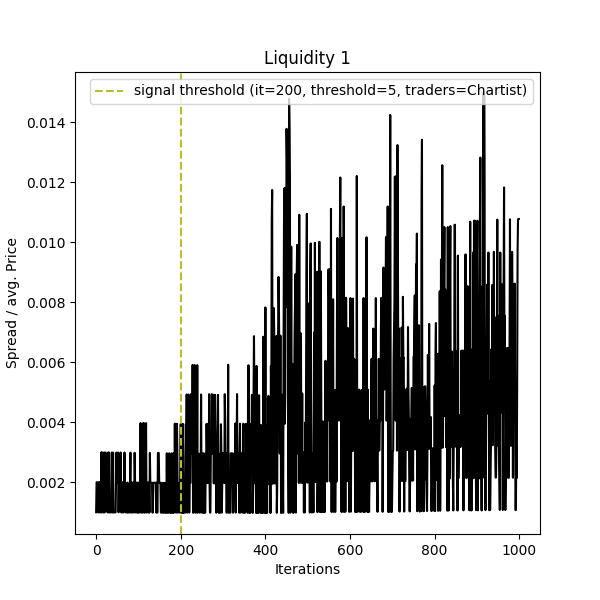 Liquidity 1
signal threshold (it=200, threshold=5, traders=Chartist)
Spread / avg. Price
0.014
0.012
0.010
0.008
0.006
0.004
0.002
0 200 400 600 800 1000
Iterations